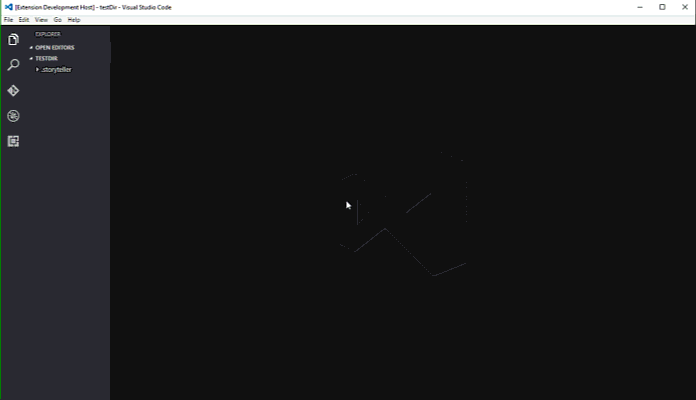 [Extension Development Host] - testDir - Visual Studio Code
File Edit View Go Help
EXPLORER
OPEN EDITORS
TESTDIR
.storyteller